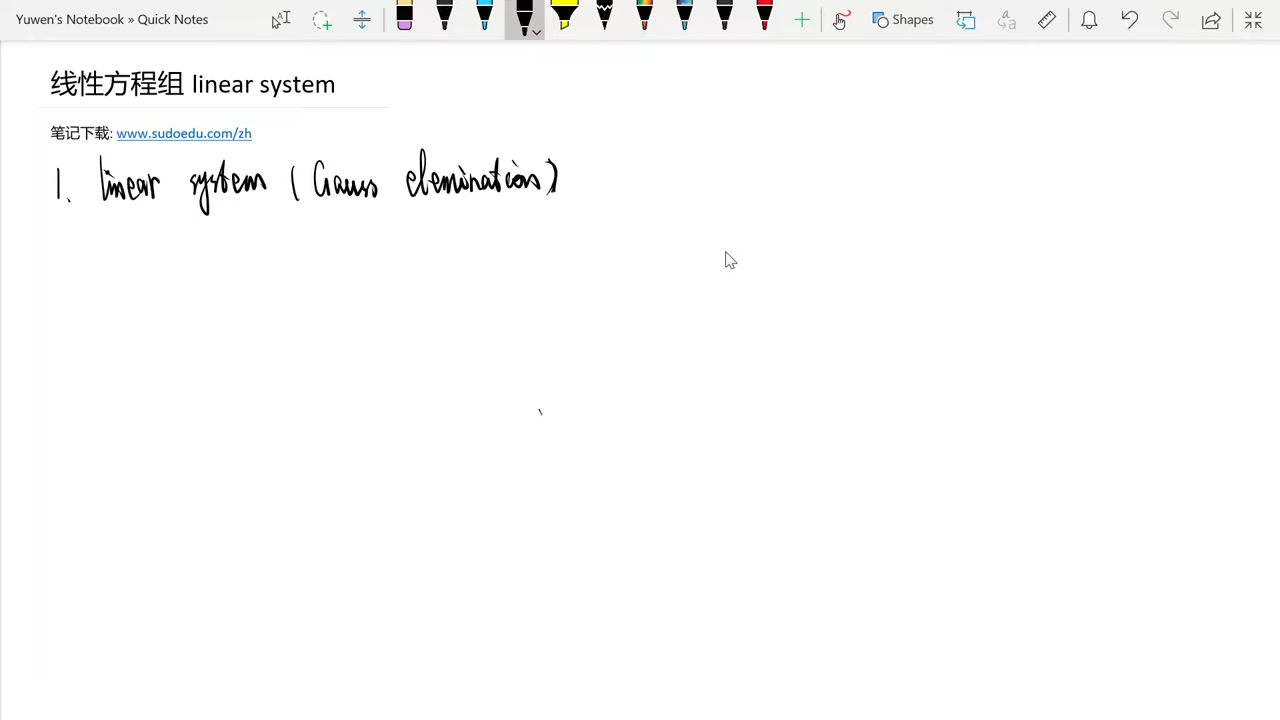 Yuwen's Notebook » Quick Notes
Shapes
线性方程组 linear system
笔记下载: www.sudoedu.com/zh
1. linear system (Gauss elemination)